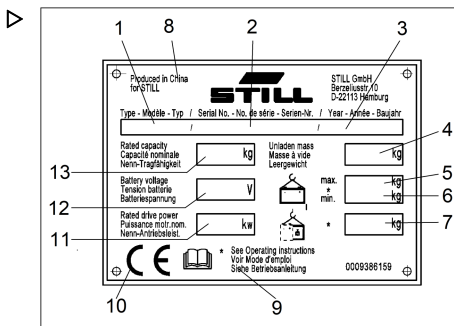 1 8 2 3
Produced in China
for STILL
STILL
STILL GmbH
Berzeliusstr.10
D-22113 Hamburg
Type - Modèle - Typ / Serial No. - No. de série - Serien-Nr. / Year - Année - Baujahr
/ /
Rated capacity
Capacité nominale
Nenn-Tragfähigkeit
kg
Unladen mass
Masse à vide
Leergewicht
kg
4
13
Battery voltage
Tension batterie
Batteriespannung
V
max.
*
min.
kg
kg
5
6
12
Rated drive power
Puissance motr.nom.
Nenn-Antriebsleist.
kw
*
kg
7
11
CE
* See Operating instructions
Voir Mode d'emploi
Siehe Betriebsanleitung
0009386159
10 9